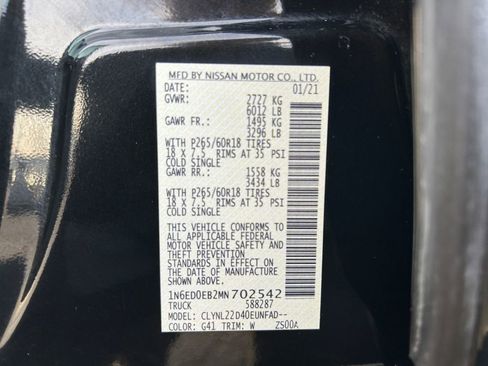 MFD BY NISSAN MOTOR CO., LTD.
DATE: 01/21
GVWR: 2727 KG
6012 LB
GAWR FR.: 1495 KG
3296 LB
WITH P265/60R18 TIRES
18 X 7.5 RIMS AT 35 PSI
COLD SINGLE
GAWR RR.: 1558 KG
3434 LB
WITH P265/60R18 TIRES
18 X 7.5 RIMS AT 35 PSI
COLD SINGLE
THIS VEHICLE CONFORMS TO
ALL APPLICABLE FEDERAL
MOTOR VEHICLE SAFETY AND
THEFT PREVENTION
STANDARDS IN EFFECT ON
THE DATE OF MANUFACTURE
SHOWN ABOVE.
1N6ED0EB2MN702542
TRUCK 588287
MODEL: CLYNL22D40EUNFAD--
COLOR: G41 TRIM: W ZS00A